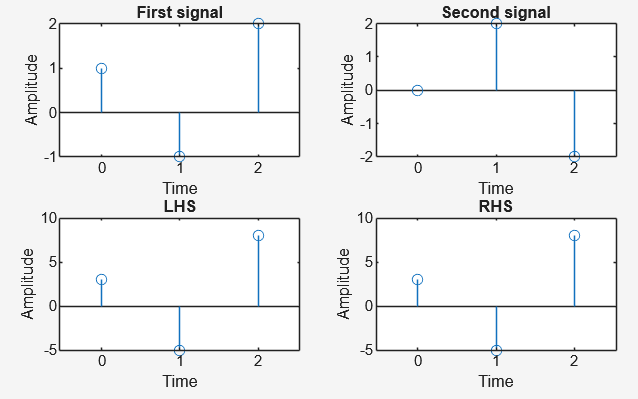 First signal
2
1
0
-1
Amplitude
0 1 2
Time
Second signal
2
1
0
-1
-2
Amplitude
0 1 2
Time
LHS
10
5
0
-5
Amplitude
0 1 2
Time
RHS
10
5
0
-5
Amplitude
0 1 2
Time